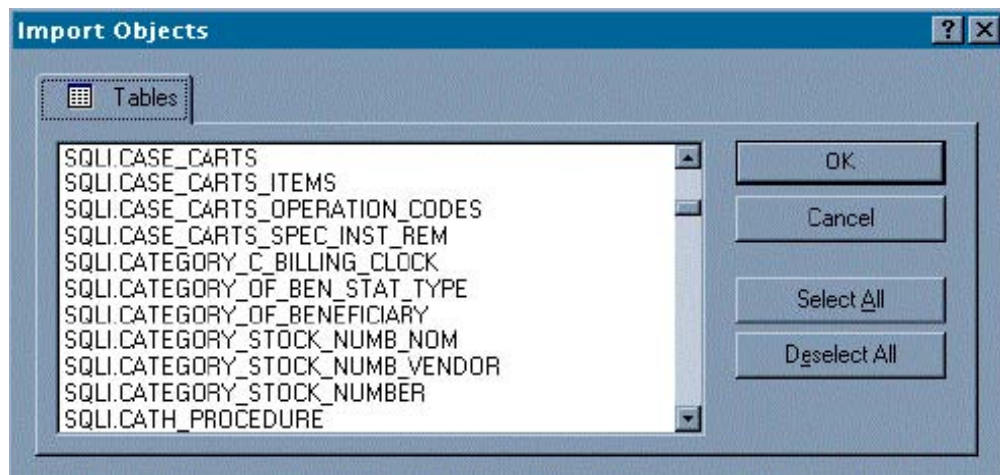 Import Objects
Tables
SQLI.CASE_CARTS
SQLI.CASE_CARTS_ITEMS
SQLI.CASE_CARTS_OPERATION_CODES
SQLI.CASE_CARTS_SPEC_INST_REM
SQLI.CATEGORY_C_BILLING_CLOCK
SQLI.CATEGORY_OF_BEN_STAT_TYPE
SQLI.CATEGORY_OF_BENEFICIARY
SQLI.CATEGORY_STOCK_NUMB_NOM
SQLI.CATEGORY_STOCK_NUMB_VENDOR
SQLI.CATEGORY_STOCK_NUMBER
SQLI.CATH_PROCEDURE
OK
Cancel
Select All
Deselect All